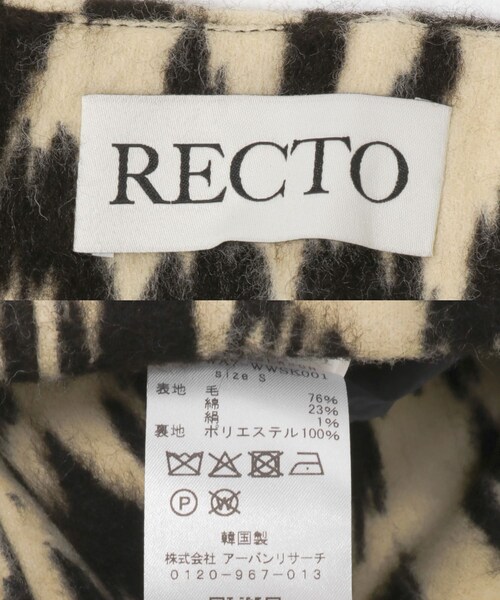 RECTO
WWSK001
size S
表地 毛 76%
綿 23%
絹 1%
裏地 ポリエステル100%
P W
韓国製
株式会社 アーバンリサーチ
0120-967-013